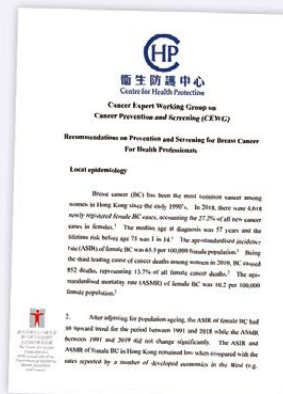 CHP
衞生防護中心
Centre for Health Protection
Cancer Expert Working Group on
Cancer Prevention and Screening (CEWG)
Recommendations on Prevention and Screening for Breast Cancer
For Health Professionals
Local epidemiology
Breast cancer (BC) has been the most common cancer among
women in Hong Kong since the early 1990's. In 2018, there were 4,618
newly registered female BC cases, accounting the 27.2% of all new cancer
cases in females.1 The median age at diagnosis was 57 years and the
lifetime risk before age 75 was 1 in 14.1 The age-standardised incidence
rate (ASIR) of female BC was 65.5 per 100,000 female population.1 Being
the third leading cause of cancer deaths among women in 2019, BC caused
852 deaths, representing 13.7% of all female cancer deaths.2 The age-
standardised mortality rate (ASMR) of female BC was 10.2 per 100,000
female population.2
2. After adjusting for population ageing, the ASIR of female BC had
an upward trend for the period between 1991 and 2018 while the ASMR
between 1991 and 2019 did not change significantly. The ASIR and
ASMR of female BC in Hong Kong remained low when compared with the
rates reported by a number of developed economies in the West (e.g.